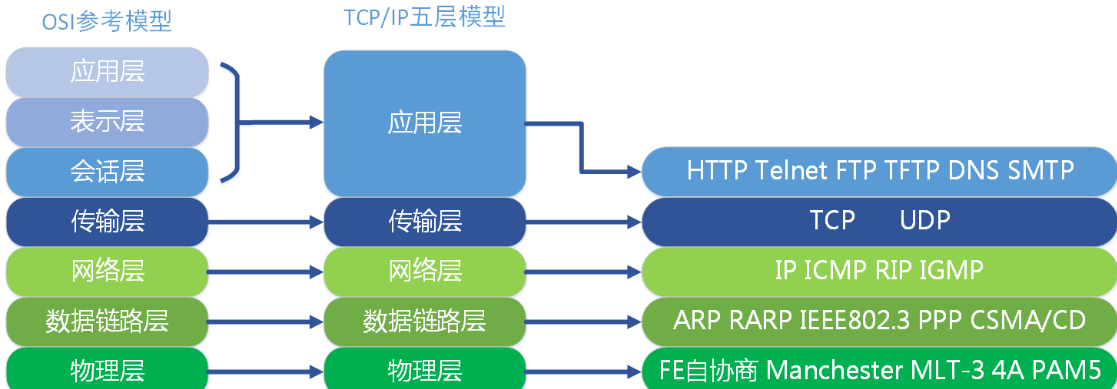 OSI参考模型
TCP/IP五层模型
应用层
表示层
会话层
传输层
网络层
数据链路层
物理层
应用层
传输层
网络层
数据链路层
物理层
HTTP Telnet FTP TFTP DNS SMTP
TCP UDP
IP ICMP RIP IGMP
ARP RARP IEEE802.3 PPP CSMA/CD
FE自协商 Manchester MLT-3 4A PAM5